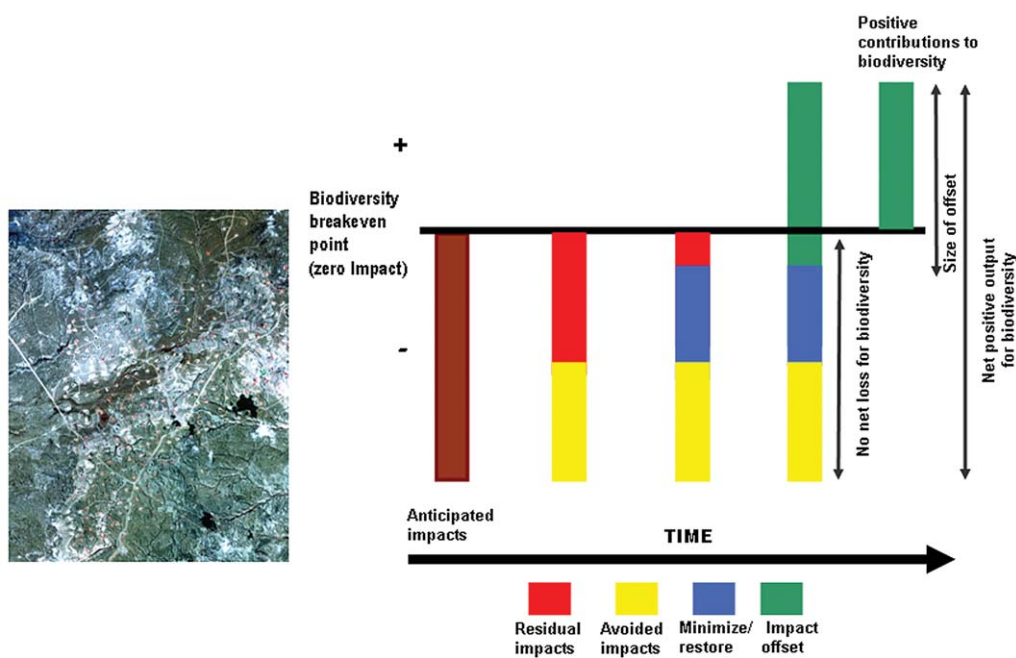 Positive
contributions to
biodiversity
+
Biodiversity
breakeven
point
(zero Impact)
-
No net loss for biodiversity
Size of offset
Net positive output
for biodiversity
Anticipated
impacts
TIME
Residual
impacts
Avoided
impacts
Minimize/
restore
Impact
offset